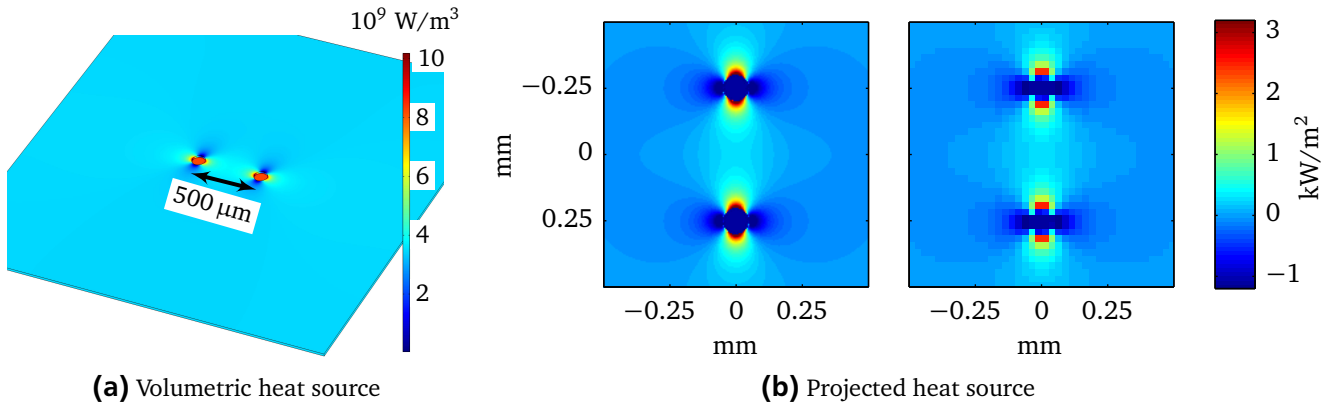 10⁹ W/m³
10
8
6
4
2
500 µm
(a) Volumetric heat source
mm
−0.25
0
0.25
−0.25 0 0.25
mm
−0.25 0 0.25
mm
3
2
1
0
−1
kW/m²
(b) Projected heat source